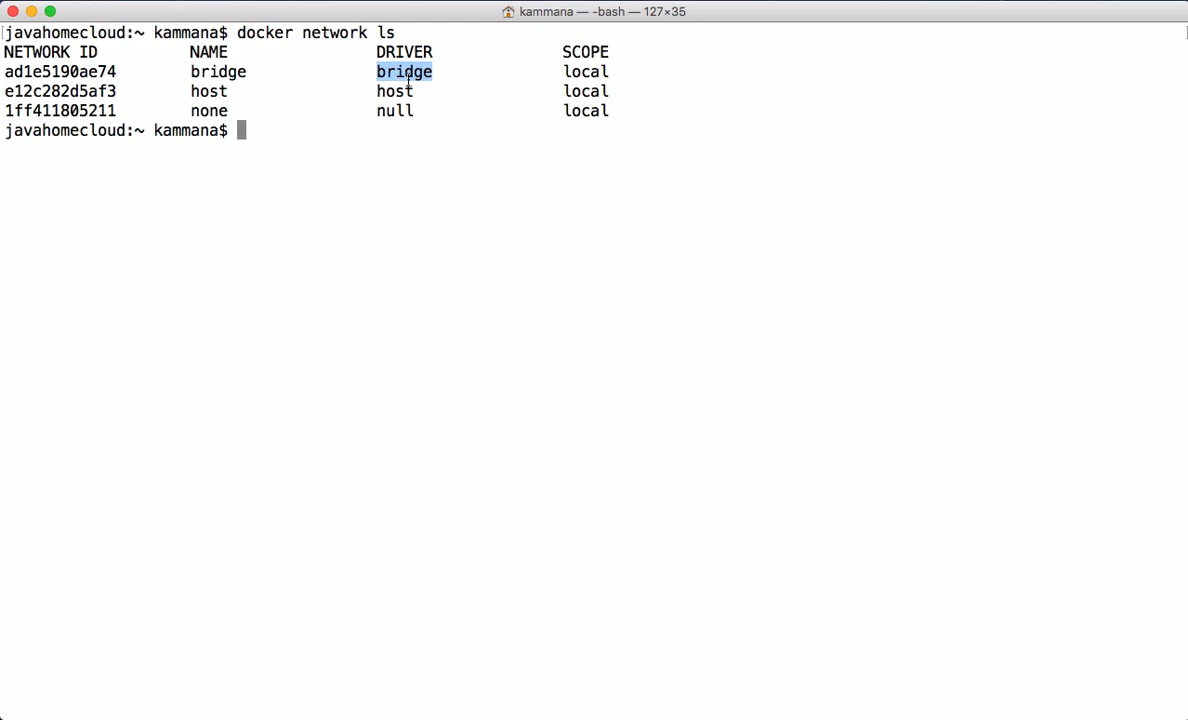 kammana — -bash — 127×35
[javahomecloud:~ kammana$ docker network ls ]
NETWORK ID NAME DRIVER SCOPE
ad1e5190ae74 bridge bridge local
e12c282d5af3 host host local
1ff411805211 none null local
javahomecloud:~ kammana$